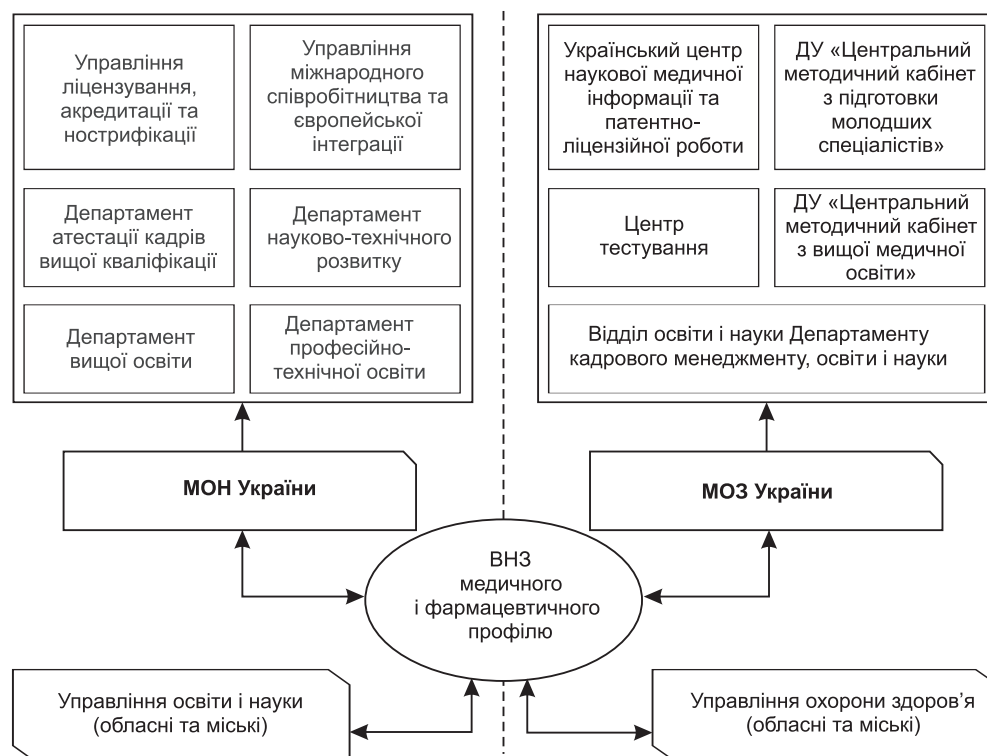 Управління
ліцензування,
акредитації та
нострифікації
Управління
міжнародного
співробітництва та
європейської
інтеграції
Департамент
атестації кадрів
вищої кваліфікації
Департамент
науково-технічного
розвитку
Департамент
вищої освіти
Департамент
професійно-
технічної освіти
Український центр
наукової медичної
інформації та
патентно-
ліцензійної роботи
ДУ «Центральний
методичний кабінет
з підготовки
молодших
спеціалістів»
Центр
тестування
ДУ «Центральний
методичний кабінет
з вищої медичної
освіти»
Відділ освіти і науки Департаменту
кадрового менеджменту, освіти і науки
МОН України
МОЗ України
ВНЗ
медичного
і фармацевтичного
профілю
Управління освіти і науки
(обласні та міські)
Управління охорони здоров’я
(обласні та міські)